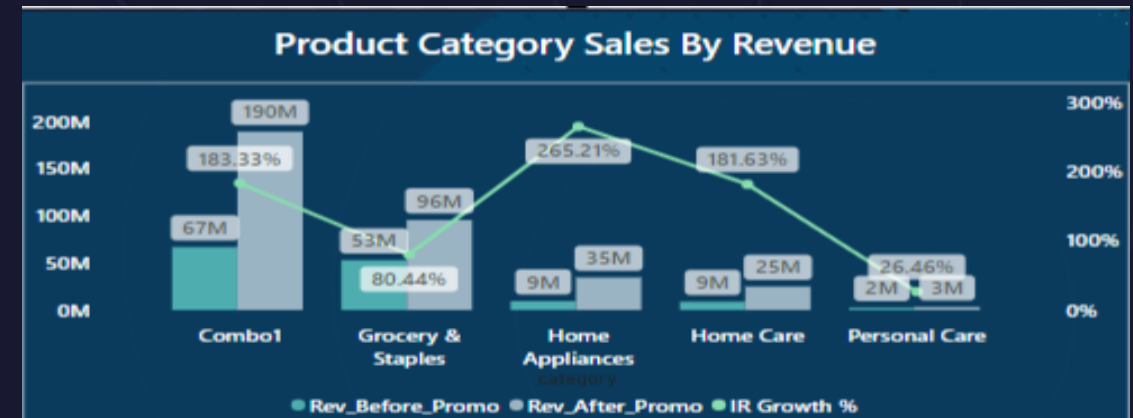 Product Category Sales By Revenue
200M
150M
100M
50M
0M
300%
200%
100%
0%
190M
183.33%
67M
53M
96M
80.44%
265.21%
9M
35M
181.63%
9M
25M
26.46%
2M
3M
Combo1
Grocery &
Staples
Home
Appliances
Home Care
Personal Care
category
Rev_Before_Promo
Rev_After_Promo
IR Growth %